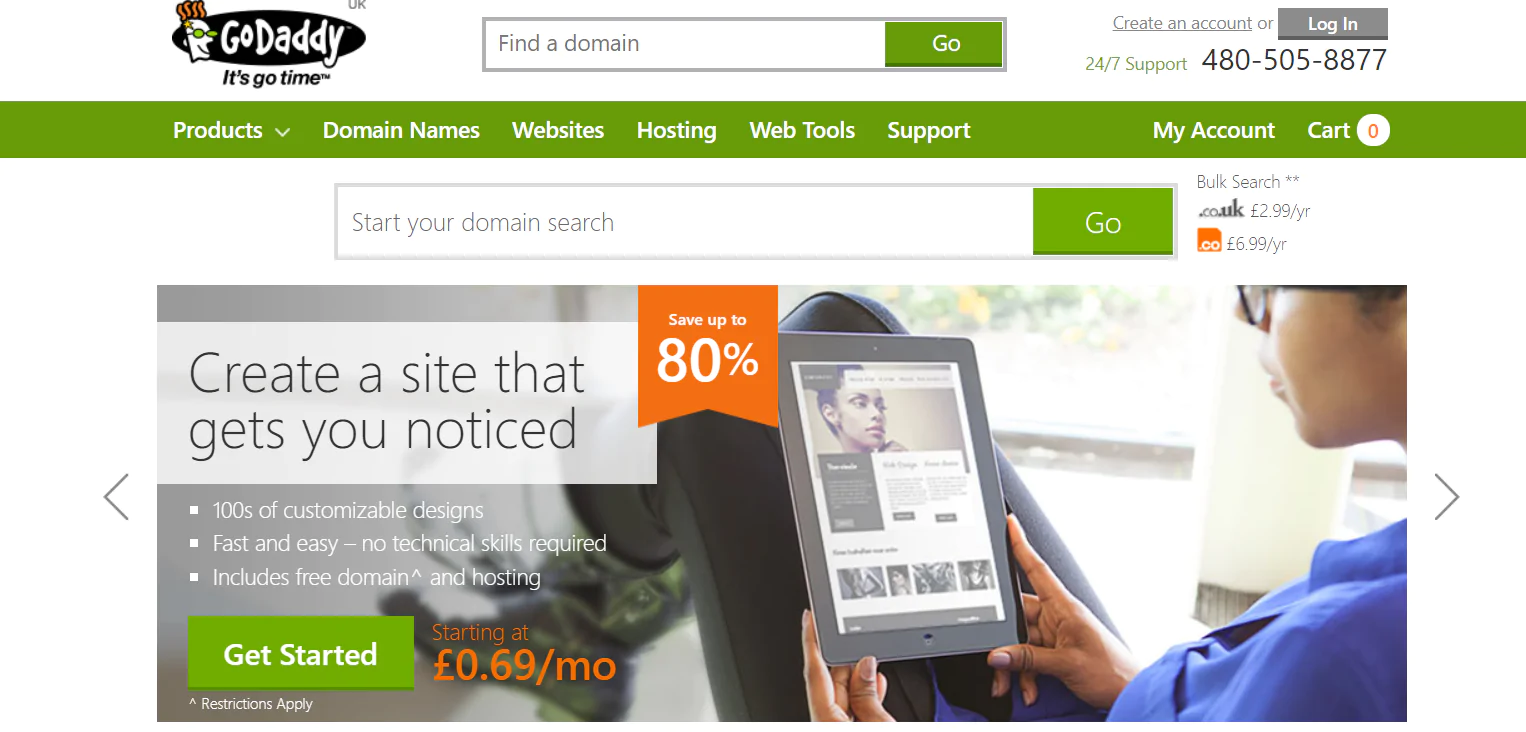 UK
GoDaddy™
It's go time™
Find a domain
Go
Create an account or Log In
24/7 Support 480-505-8877
Products Domain Names Websites Hosting Web Tools Support My Account Cart 0
Start your domain search
Go
Bulk Search **
.co.uk £2.99/yr
.co £6.99/yr
Save up to
80%
Create a site that
gets you noticed
100s of customizable designs
Fast and easy – no technical skills required
Includes free domain^ and hosting
Get Started
Starting at
£0.69/mo
^ Restrictions Apply